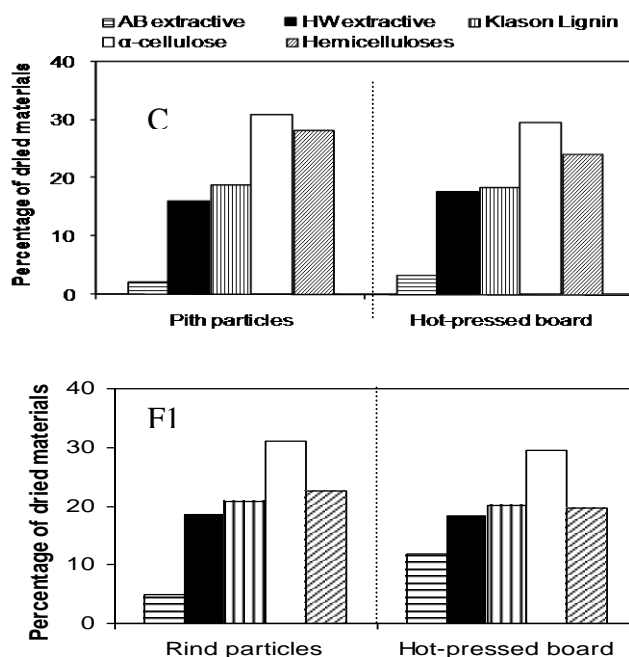 AB extractive HW extractive Klason Lignin
α-cellulose Hemicelluloses
Percentage of dried materials
40
30
20
10
0
C
Pith particles Hot-pressed board
Percentage of dried materials
40
30
20
10
0
F1
Rind particles Hot-pressed board